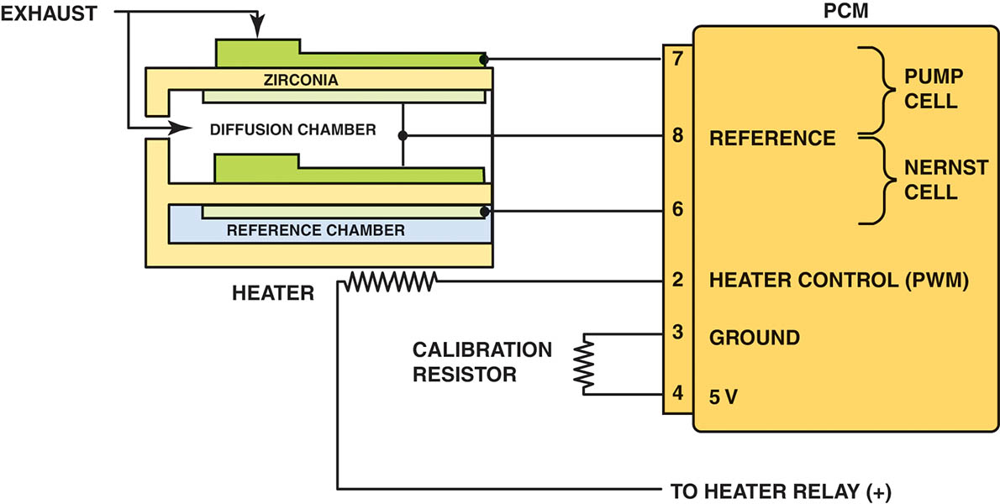 EXHAUST
PCM
ZIRCONIA
DIFFUSION CHAMBER
REFERENCE CHAMBER
HEATER
CALIBRATION
RESISTOR
7
8
6
2
3
4
REFERENCE
PUMP
CELL
NERNST
CELL
HEATER CONTROL (PWM)
GROUND
5 V
TO HEATER RELAY (+)